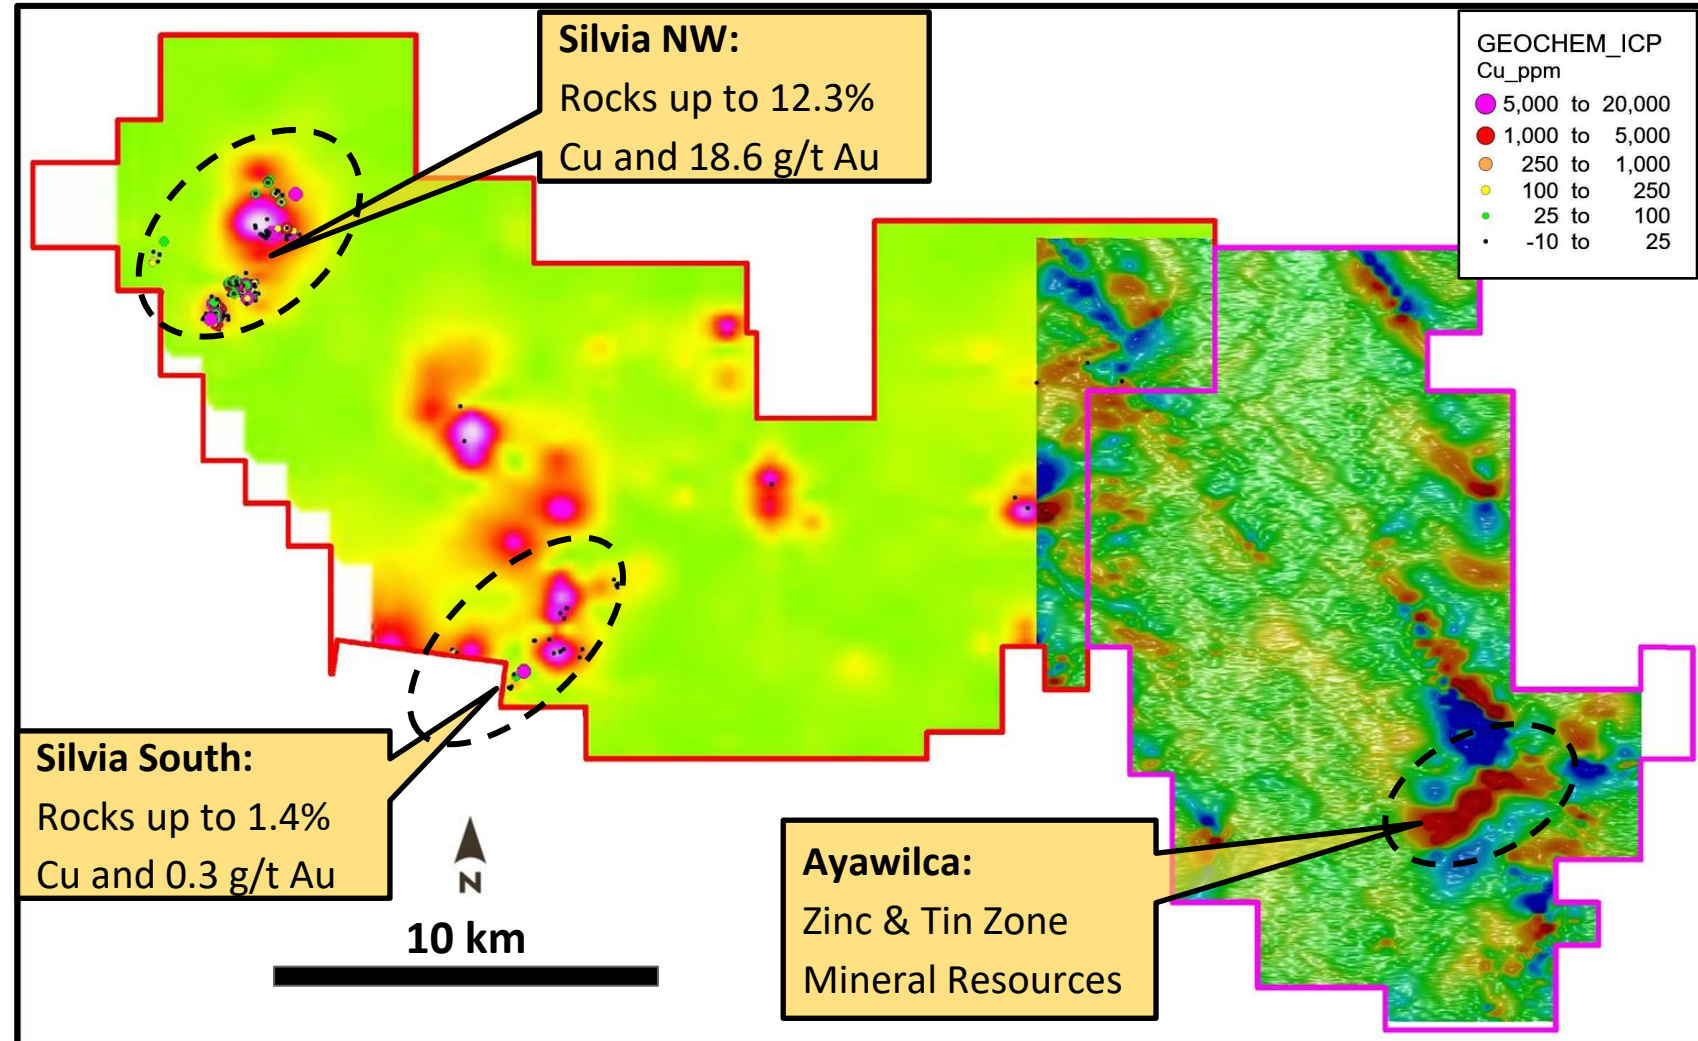 Silvia NW:
Rocks up to 12.3%
Cu and 18.6 g/t Au
GEOCHEM_ICP
Cu_ppm
5,000 to 20,000
1,000 to 5,000
250 to 1,000
100 to 250
25 to 100
-10 to 25
Silvia South:
Rocks up to 1.4%
Cu and 0.3 g/t Au
N
10 km
Ayawilca:
Zinc & Tin Zone
Mineral Resources